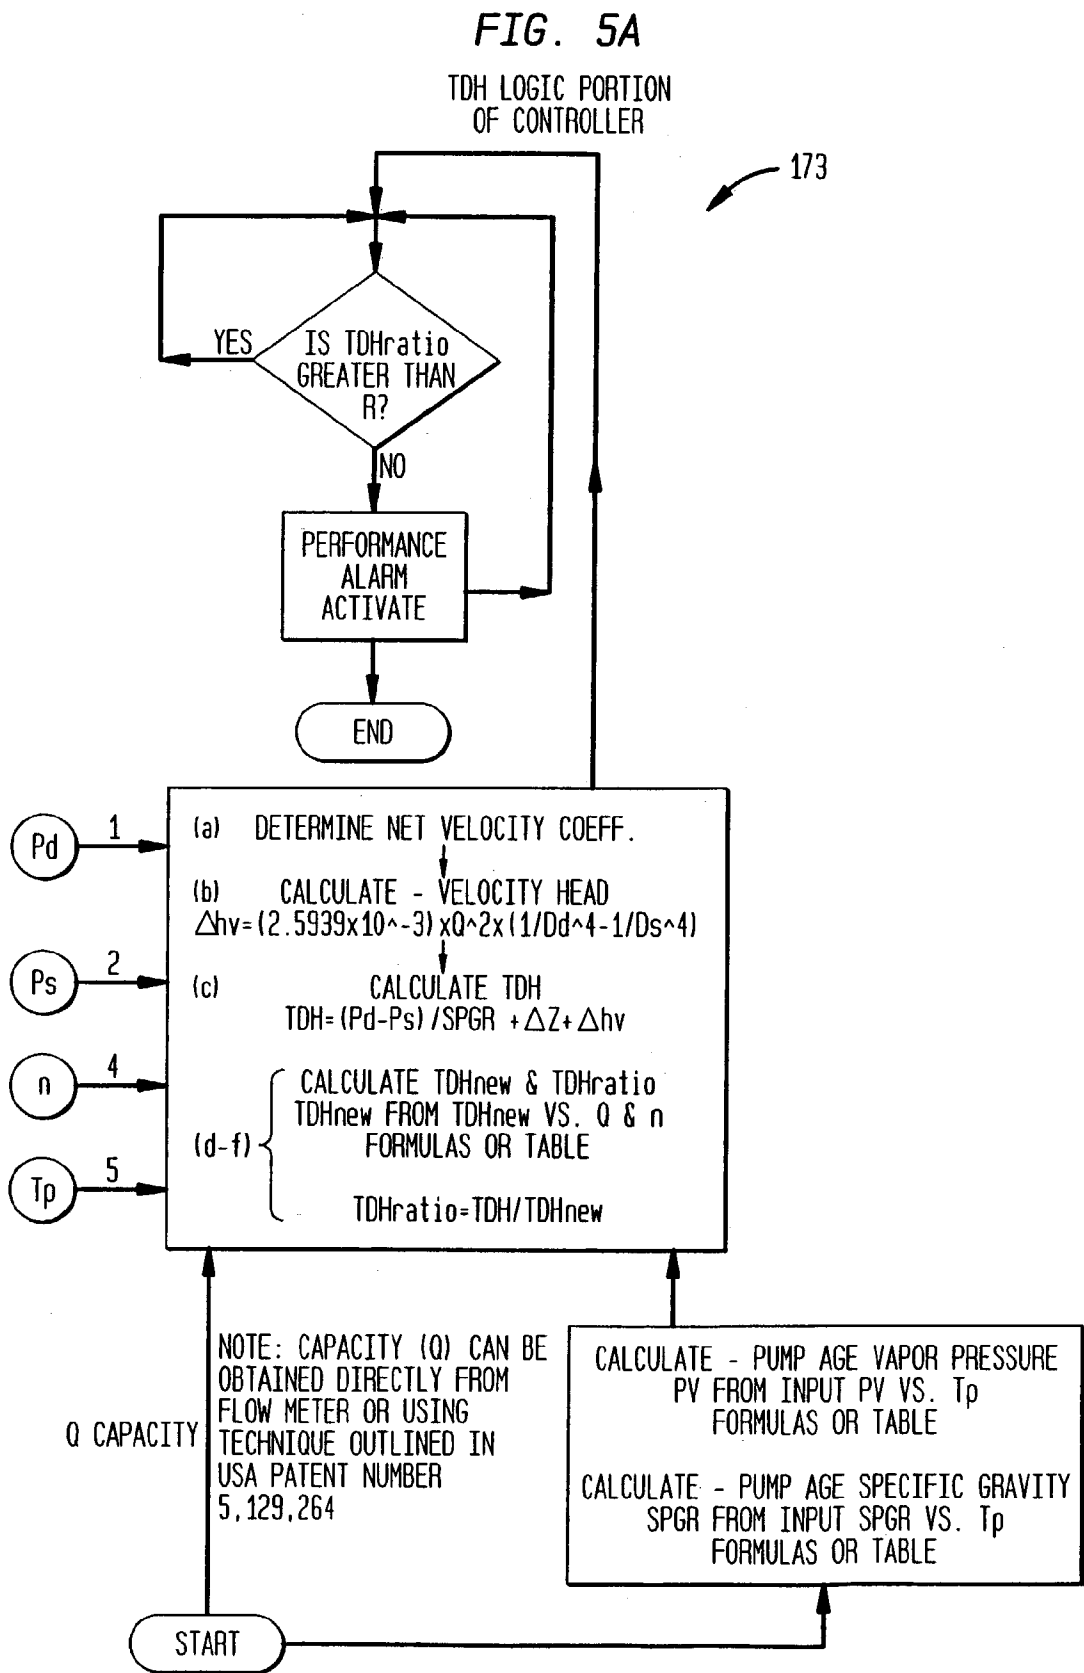 FIG. 5A
TDH LOGIC PORTION
OF CONTROLLER
173
YES
IS TDHratio
GREATER THAN
R?
NO
PERFORMANCE
ALARM
ACTIVATE
END
Pd
1
(a) DETERMINE NET VELOCITY COEFF.
(b) CALCULATE - VELOCITY HEAD
Δhv=(2.5939x10^-3)xQ^2x(1/Dd^4-1/Ds^4)
Ps
2
(c) CALCULATE TDH
TDH=(Pd-Ps)/SPGR +ΔZ+Δhv
n
4
CALCULATE TDHnew & TDHratio
TDHnew FROM TDHnew VS. Q & n
(d-f) FORMULAS OR TABLE
Tp
5
TDHratio=TDH/TDHnew
Q CAPACITY
NOTE: CAPACITY (Q) CAN BE
OBTAINED DIRECTLY FROM
FLOW METER OR USING
TECHNIQUE OUTLINED IN
USA PATENT NUMBER
5,129,264
CALCULATE - PUMP AGE VAPOR PRESSURE
PV FROM INPUT PV VS. Tp
FORMULAS OR TABLE
CALCULATE - PUMP AGE SPECIFIC GRAVITY
SPGR FROM INPUT SPGR VS. Tp
FORMULAS OR TABLE
START